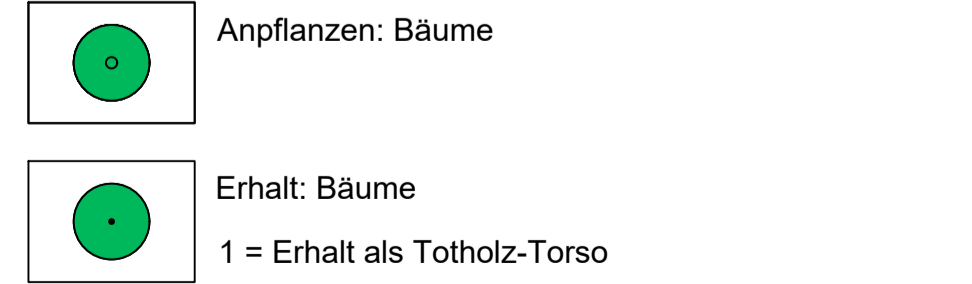 Anpflanzen: Bäume
Erhalt: Bäume
1 = Erhalt als Totholz-Torso